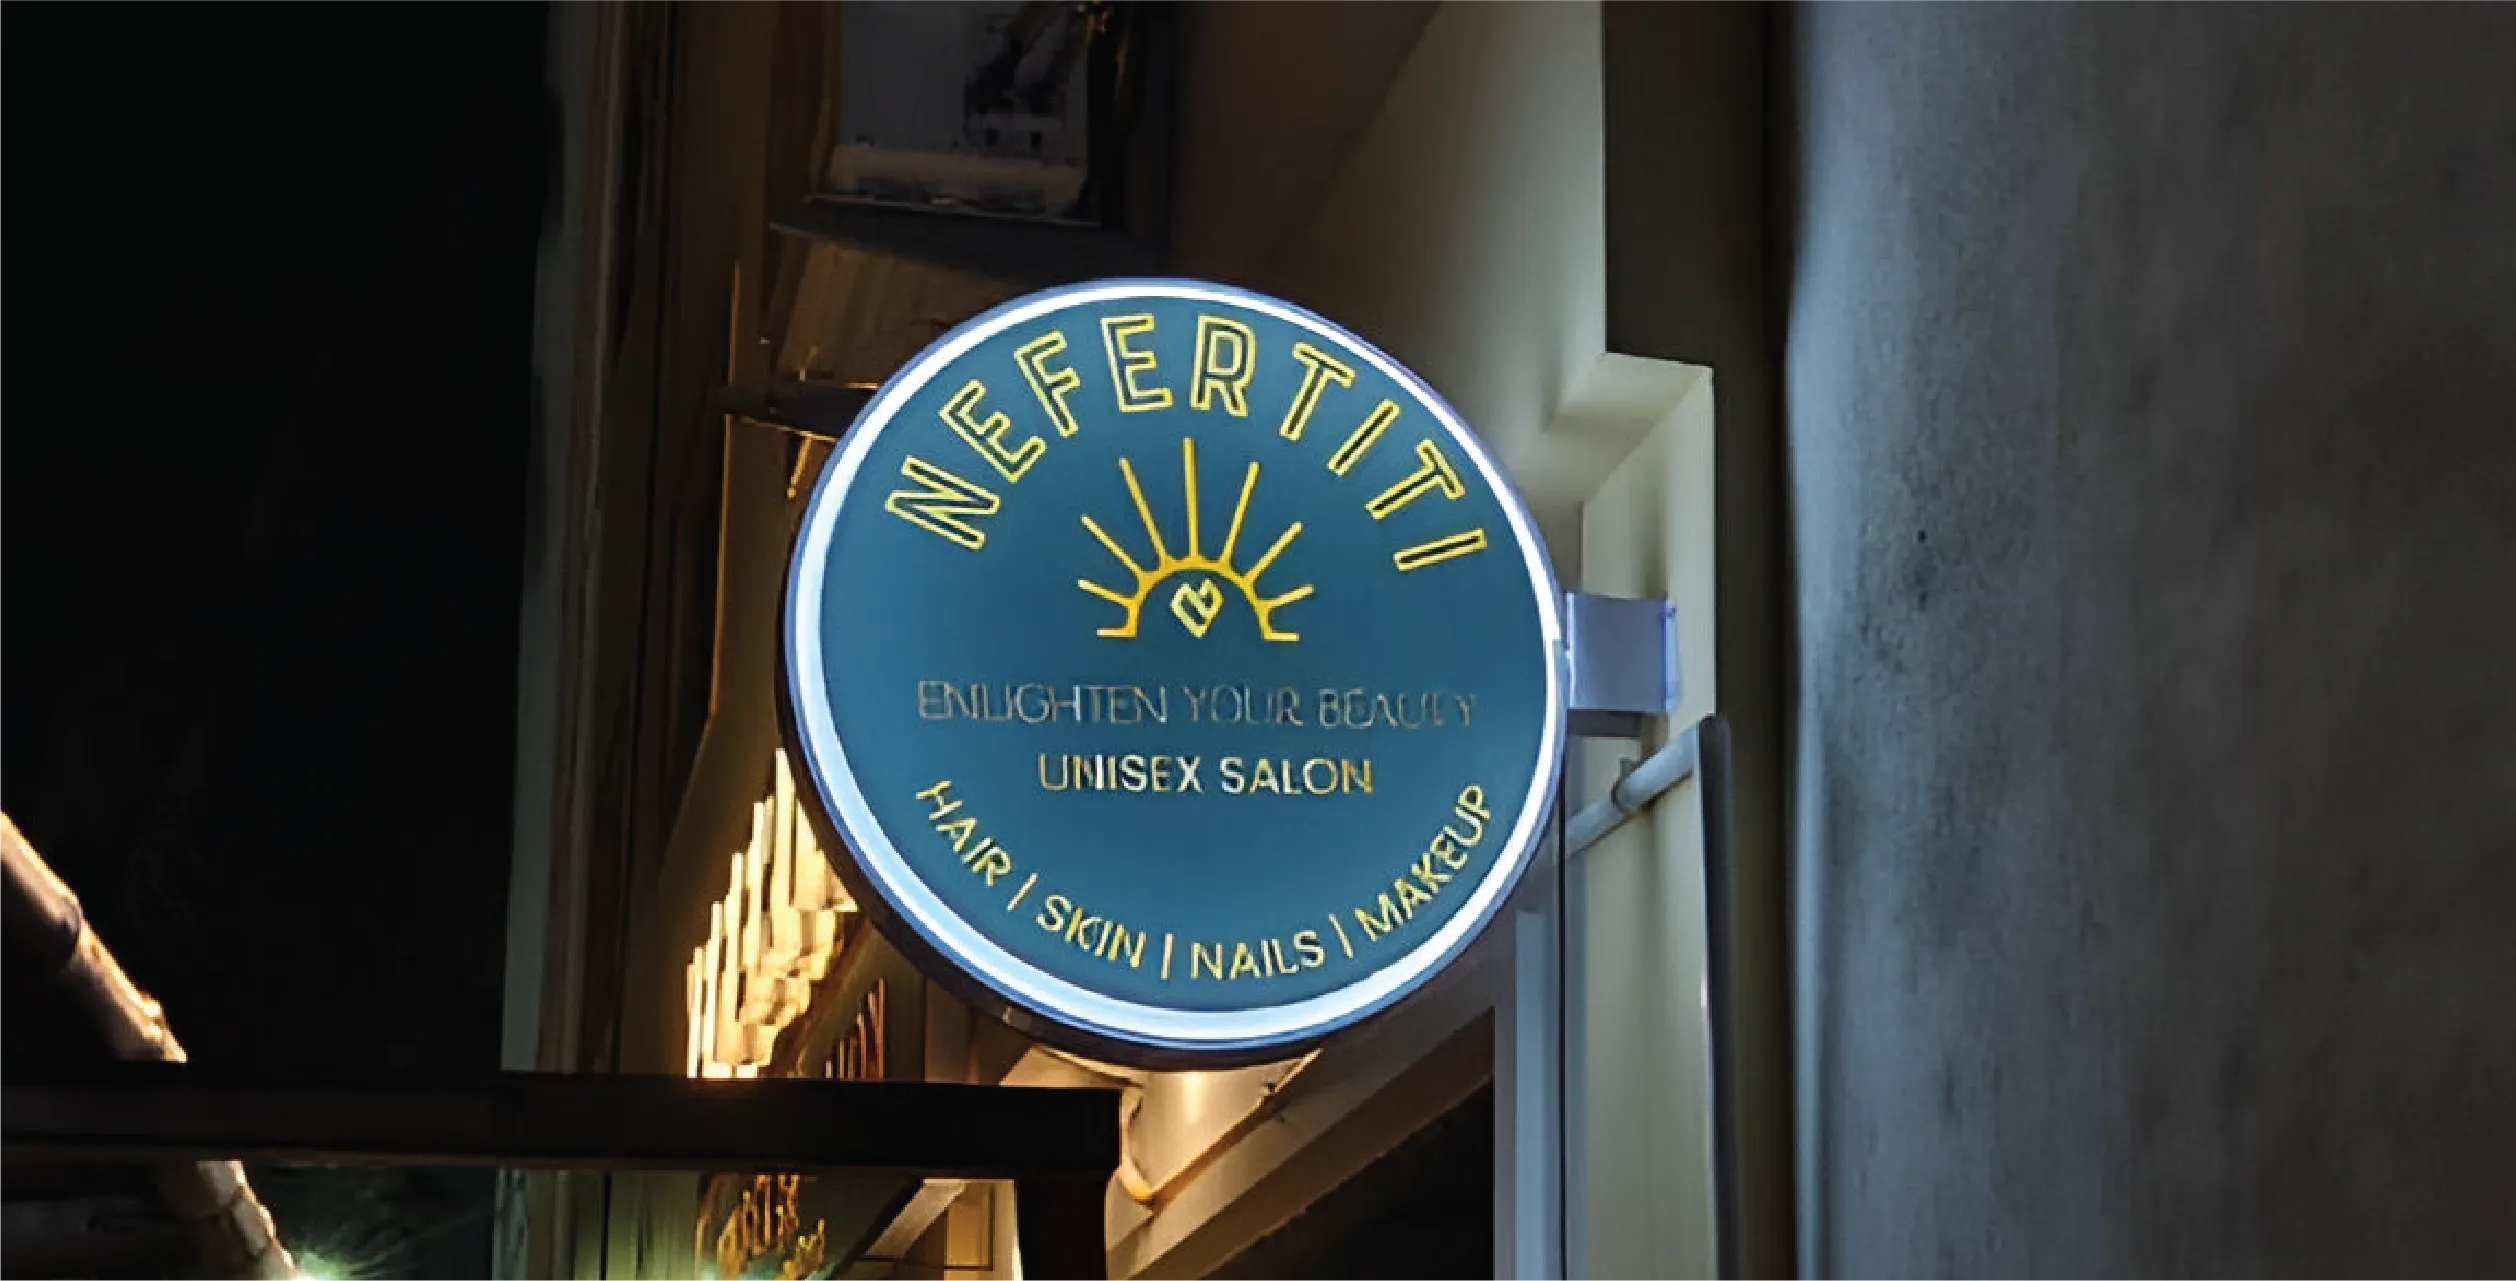 NEFERTITI
ENLIGHTEN YOUR BEAUTY
UNISEX SALON
HAIR | SKIN | NAILS | MAKEUP